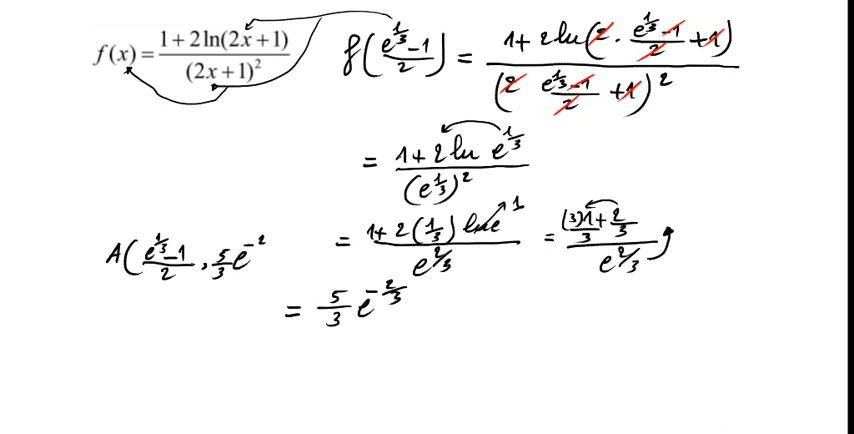 f(x) = (1+2ln(2x+1))/((2x+1)²) f((e^(1/3)-1)/2) = (1+2ln(2·(e^(1/3)-1)/2+1))/((2 (e^(1/3)-1)/2+1)²)
= (1+2ln e^(1/3))/((e^(1/3))²)
A((e^(1/3)-1)/2, 5/3 e^(-2 = (1+2(1/3) ln e 1)/(e^(2/3)) = ((3)1/3+2/3)/(e^(2/3))
= 5/3 e^(-2/3)